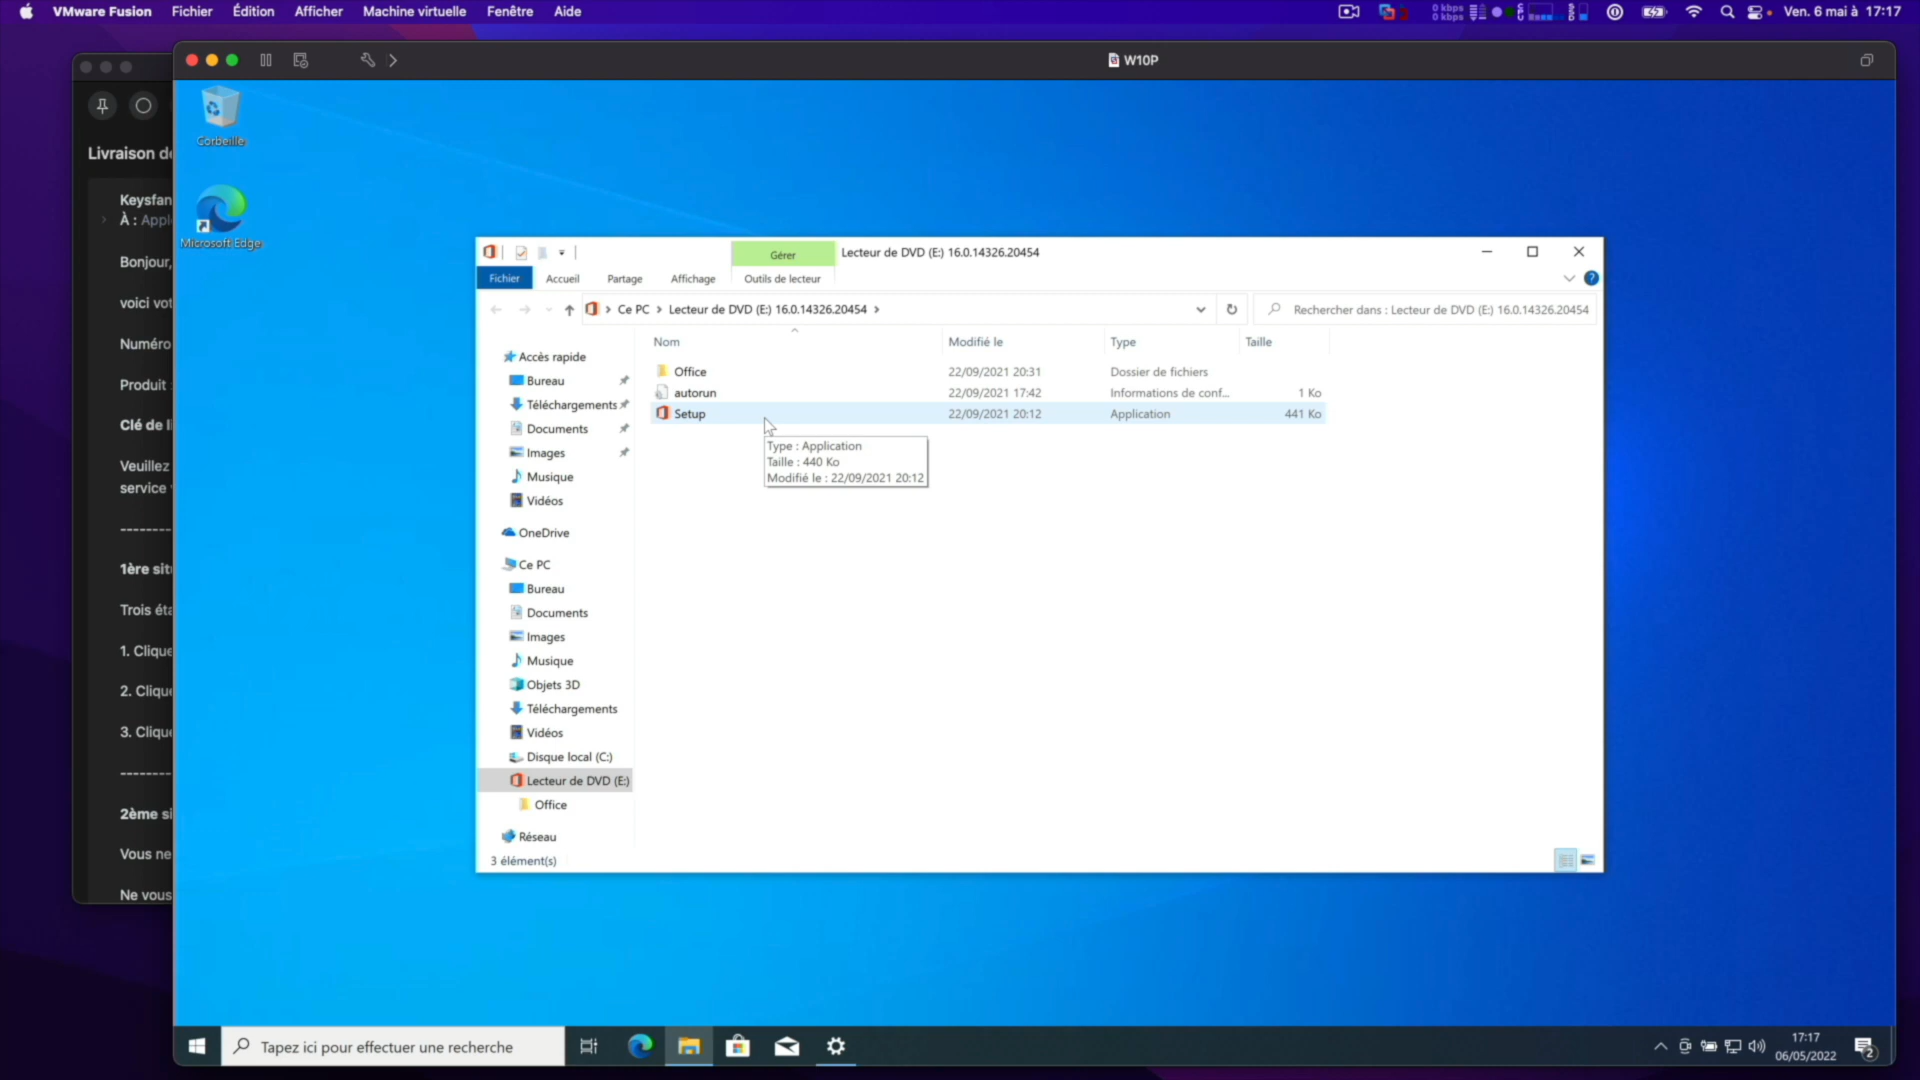 VMware Fusion Fichier Édition Afficher Machine virtuelle Fenêtre Aide
0 kbps
0 kbps
Ven. 6 mai à 17:17
W10P
Livraison de
Keysfan
À : Appl
Bonjour,
voici vot
Numéro
Produit :
Clé de li
Veuillez
service
1ère situ
Trois éta
1. Clique
2. Clique
3. Clique
2ème si
Vous ne
Ne vous
Corbeille
Microsoft Edge
Gérer
Lecteur de DVD (E:) 16.0.14326.20454
Fichier Accueil Partage Affichage Outils de lecteur
Ce PC > Lecteur de DVD (E:) 16.0.14326.20454 >
Rechercher dans : Lecteur de DVD (E:) 16.0.14326.20454
Nom Modifié le Type Taille
Office 22/09/2021 20:31 Dossier de fichiers
autorun 22/09/2021 17:42 Informations de conf... 1 Ko
Setup 22/09/2021 20:12 Application 441 Ko
Type : Application
Taille : 440 Ko
Modifié le : 22/09/2021 20:12
Accès rapide
Bureau
Téléchargements
Documents
Images
Musique
Vidéos
OneDrive
Ce PC
Bureau
Documents
Images
Musique
Objets 3D
Téléchargements
Vidéos
Disque local (C:)
Lecteur de DVD (E:)
Office
Réseau
3 élément(s)
Tapez ici pour effectuer une recherche
17:17
06/05/2022
2